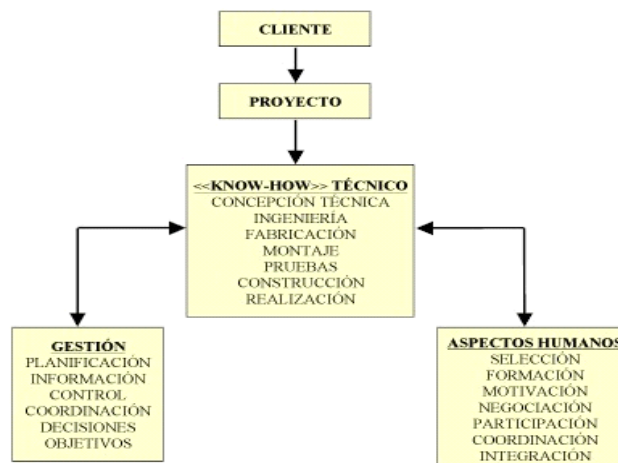 CLIENTE
PROYECTO
<<KNOW-HOW>> TÉCNICO
CONCEPCIÓN TÉCNICA
INGENIERÍA
FABRICACIÓN
MONTAJE
PRUEBAS
CONSTRUCCIÓN
REALIZACIÓN
GESTIÓN
PLANIFICACIÓN
INFORMACIÓN
CONTROL
COORDINACIÓN
DECISIONES
OBJETIVOS
ASPECTOS HUMANOS
SELECCIÓN
FORMACIÓN
MOTIVACIÓN
NEGOCIACIÓN
PARTICIPACIÓN
COORDINACIÓN
INTEGRACIÓN